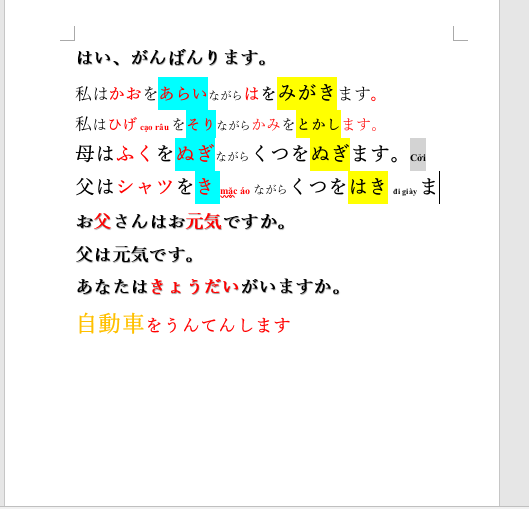 はい、がんばんります。
私はかおをあらいながらはをみがきます。
私はひげ cạo râu をそりながらかみをとかします。
母はふくをぬぎながらくつをぬぎます。Cởi
父はシャツをき mặc áo ながらくつをはき đi giày ま
お父さんはお元気ですか。
父は元気です。
あなたはきょうだいがいますか。
自動車をうんてんします